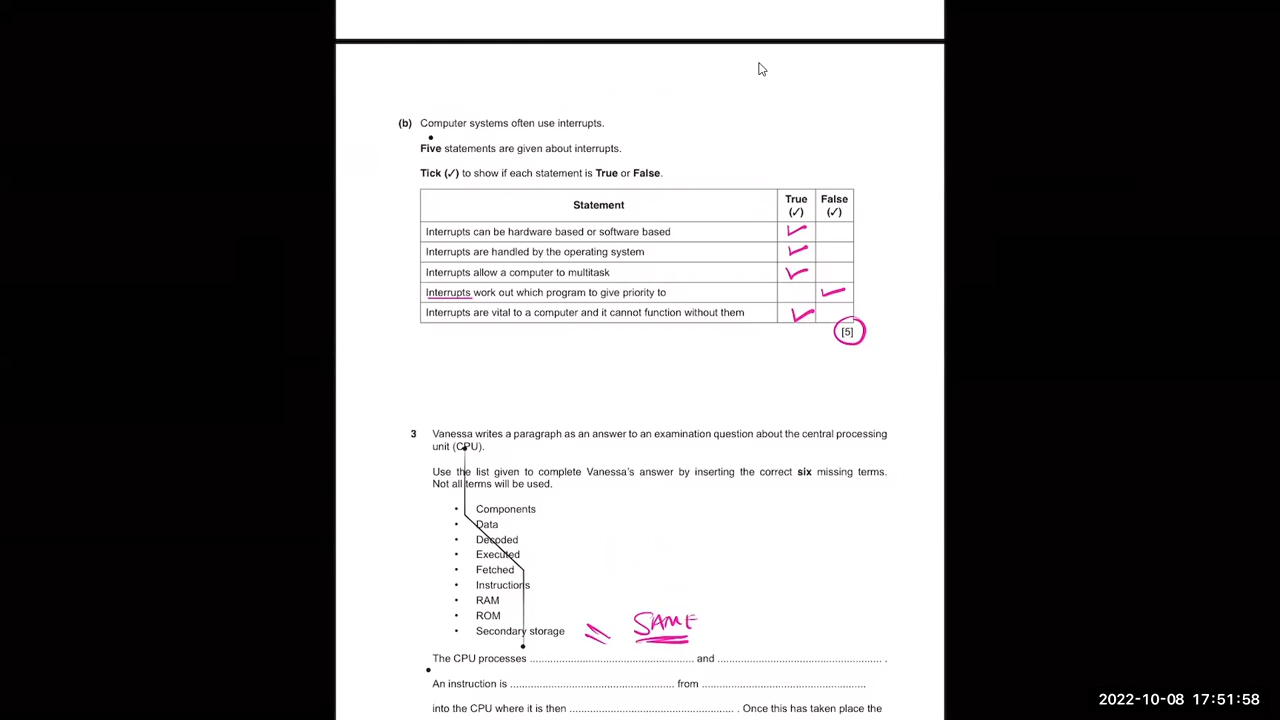 (b) Computer systems often use interrupts.
Five statements are given about interrupts.
Tick (✓) to show if each statement is True or False.
Statement True (✓) False (✓)
Interrupts can be hardware based or software based ✓
Interrupts are handled by the operating system ✓
Interrupts allow a computer to multitask ✓
Interrupts work out which program to give priority to ✓
Interrupts are vital to a computer and it cannot function without them ✓
[5]
3 Vanessa writes a paragraph as an answer to an examination question about the central processing
unit (CPU).
Use the list given to complete Vanessa's answer by inserting the correct six missing terms.
Not all terms will be used.
• Components
• Data
• Decoded
• Executed
• Fetched
• Instructions
• RAM
• ROM
• Secondary storage
SAME
The CPU processes ........................................ and ........................................ .
An instruction is ........................................ from ........................................
into the CPU where it is then ........................................ . Once this has taken place the
2022-10-08 17:51:58